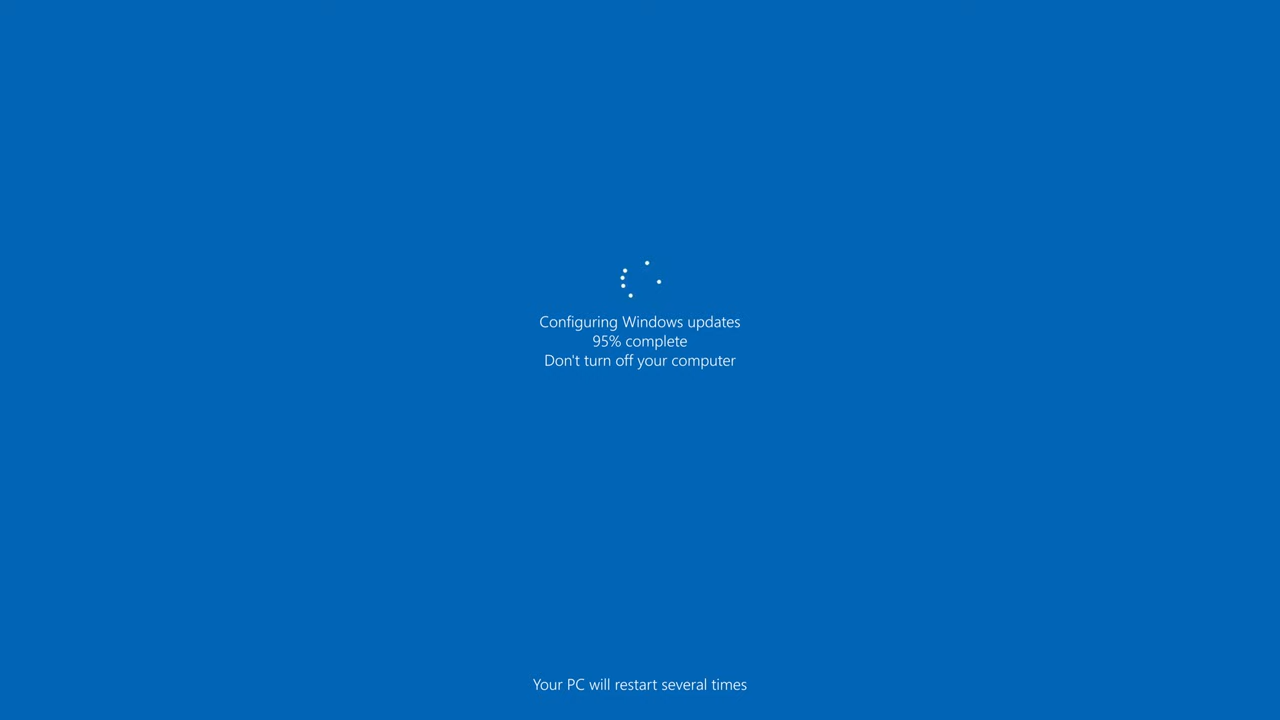 Configuring Windows updates
95% complete
Don't turn off your computer
Your PC will restart several times